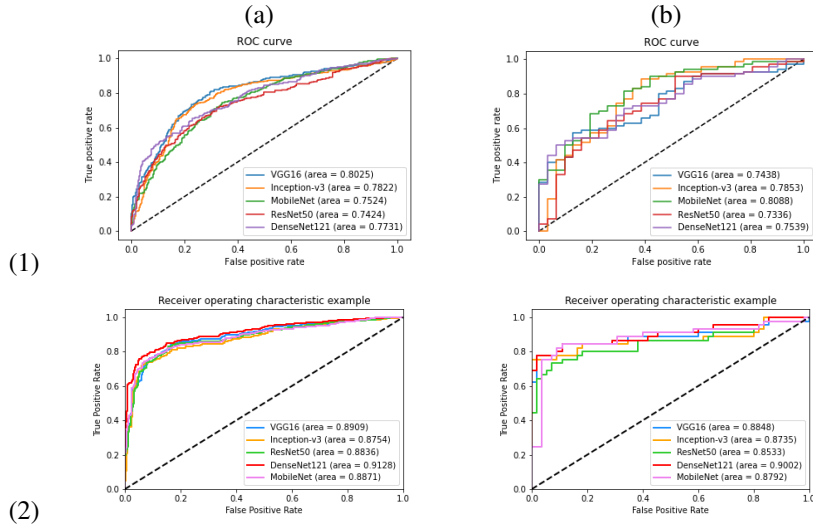 (a)
(b)
ROC curve
True positive rate
1.0
0.8
0.6
0.4
0.2
0.0
VGG16 (area = 0.8025)
Inception-v3 (area = 0.7822)
MobileNet (area = 0.7524)
ResNet50 (area = 0.7424)
DenseNet121 (area = 0.7731)
0.0 0.2 0.4 0.6 0.8 1.0
False positive rate
ROC curve
True positive rate
1.0
0.8
0.6
0.4
0.2
0.0
VGG16 (area = 0.7438)
Inception-v3 (area = 0.7853)
MobileNet (area = 0.8088)
ResNet50 (area = 0.7336)
DenseNet121 (area = 0.7539)
0.0 0.2 0.4 0.6 0.8 1.0
False positive rate
(1)
Receiver operating characteristic example
True Positive Rate
1.0
0.8
0.6
0.4
0.2
0.0
VGG16 (area = 0.8909)
Inception-v3 (area = 0.8754)
ResNet50 (area = 0.8836)
DenseNet121 (area = 0.9128)
MobileNet (area = 0.8871)
0.0 0.2 0.4 0.6 0.8 1.0
False Positive Rate
Receiver operating characteristic example
True Positive Rate
1.0
0.8
0.6
0.4
0.2
0.0
VGG16 (area = 0.8848)
Inception-v3 (area = 0.8735)
ResNet50 (area = 0.8533)
DenseNet121 (area = 0.9002)
MobileNet (area = 0.8792)
0.0 0.2 0.4 0.6 0.8 1.0
False Positive Rate
(2)